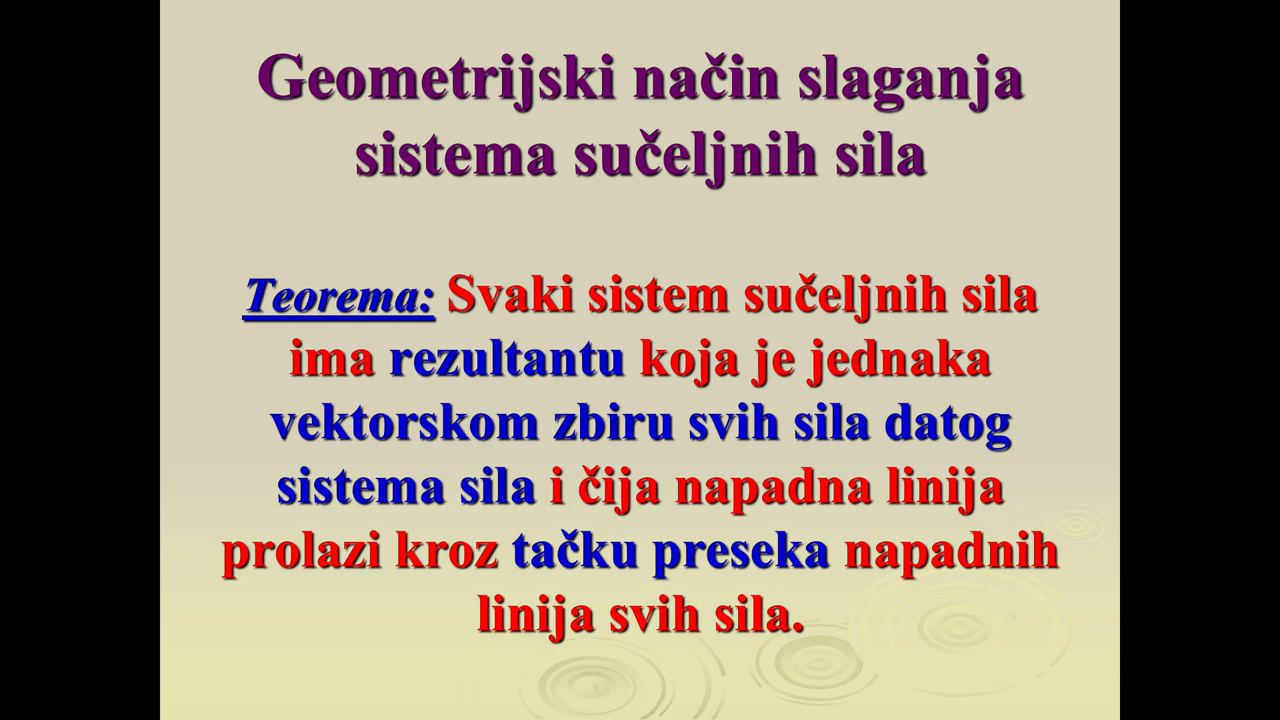 Geometrijski način slaganja
sistema sučeljnih sila
Teorema: Svaki sistem sučeljnih sila
ima rezultantu koja je jednaka
vektorskom zbiru svih sila datog
sistema sila i čija napadna linija
prolazi kroz tačku preseka napadnih
linija svih sila.